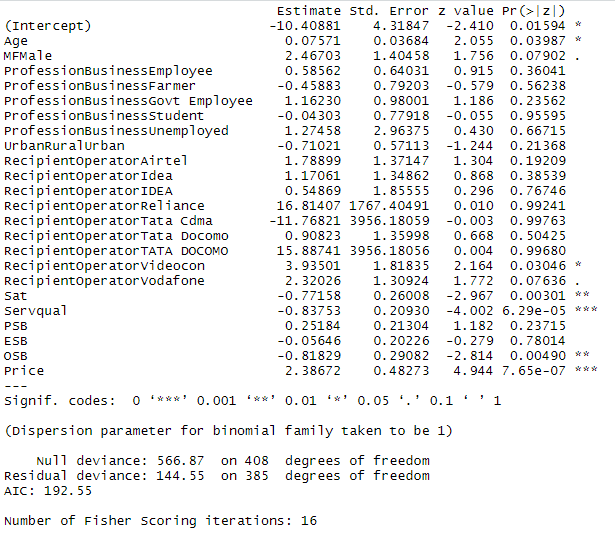 Estimate Std. Error z value Pr(>|z|)
(Intercept) -10.40881 4.31847 -2.410 0.01594 *
Age 0.07571 0.03684 2.055 0.03987 *
MFMale 2.46703 1.40458 1.756 0.07902 .
ProfessionBusinessEmployee 0.58562 0.64031 0.915 0.36041
ProfessionBusinessFarmer -0.45883 0.79203 -0.579 0.56238
ProfessionBusinessGovt Employee 1.16230 0.98001 1.186 0.23562
ProfessionBusinessStudent -0.04303 0.77918 -0.055 0.95595
ProfessionBusinessUnemployed 1.27458 2.96375 0.430 0.66715
UrbanRuralUrban -0.71021 0.57113 -1.244 0.21368
RecipientOperatorAirtel 1.78899 1.37147 1.304 0.19209
RecipientOperatorIdea 1.17061 1.34862 0.868 0.38539
RecipientOperatorIDEA 0.54869 1.85555 0.296 0.76746
RecipientOperatorReliance 16.81407 1767.40491 0.010 0.99241
RecipientOperatorTata Cdma -11.76821 3956.18059 -0.003 0.99763
RecipientOperatorTata Docomo 0.90823 1.35998 0.668 0.50425
RecipientOperatorTATA DOCOMO 15.88741 3956.18056 0.004 0.99680
RecipientOperatorVideocon 3.93501 1.81835 2.164 0.03046 *
RecipientOperatorVodafone 2.32026 1.30924 1.772 0.07636 .
Sat -0.77158 0.26008 -2.967 0.00301 **
Servqual -0.83753 0.20930 -4.002 6.29e-05 ***
PSB 0.25184 0.21304 1.182 0.23715
ESB -0.05646 0.20226 -0.279 0.78014
OSB -0.81829 0.29082 -2.814 0.00490 **
Price 2.38672 0.48273 4.944 7.65e-07 ***
---
Signif. codes: 0 ‘***’ 0.001 ‘**’ 0.01 ‘*’ 0.05 ‘.’ 0.1 ‘ ’ 1
(Dispersion parameter for binomial family taken to be 1)
Null deviance: 566.87 on 408 degrees of freedom
Residual deviance: 144.55 on 385 degrees of freedom
AIC: 192.55
Number of Fisher Scoring iterations: 16